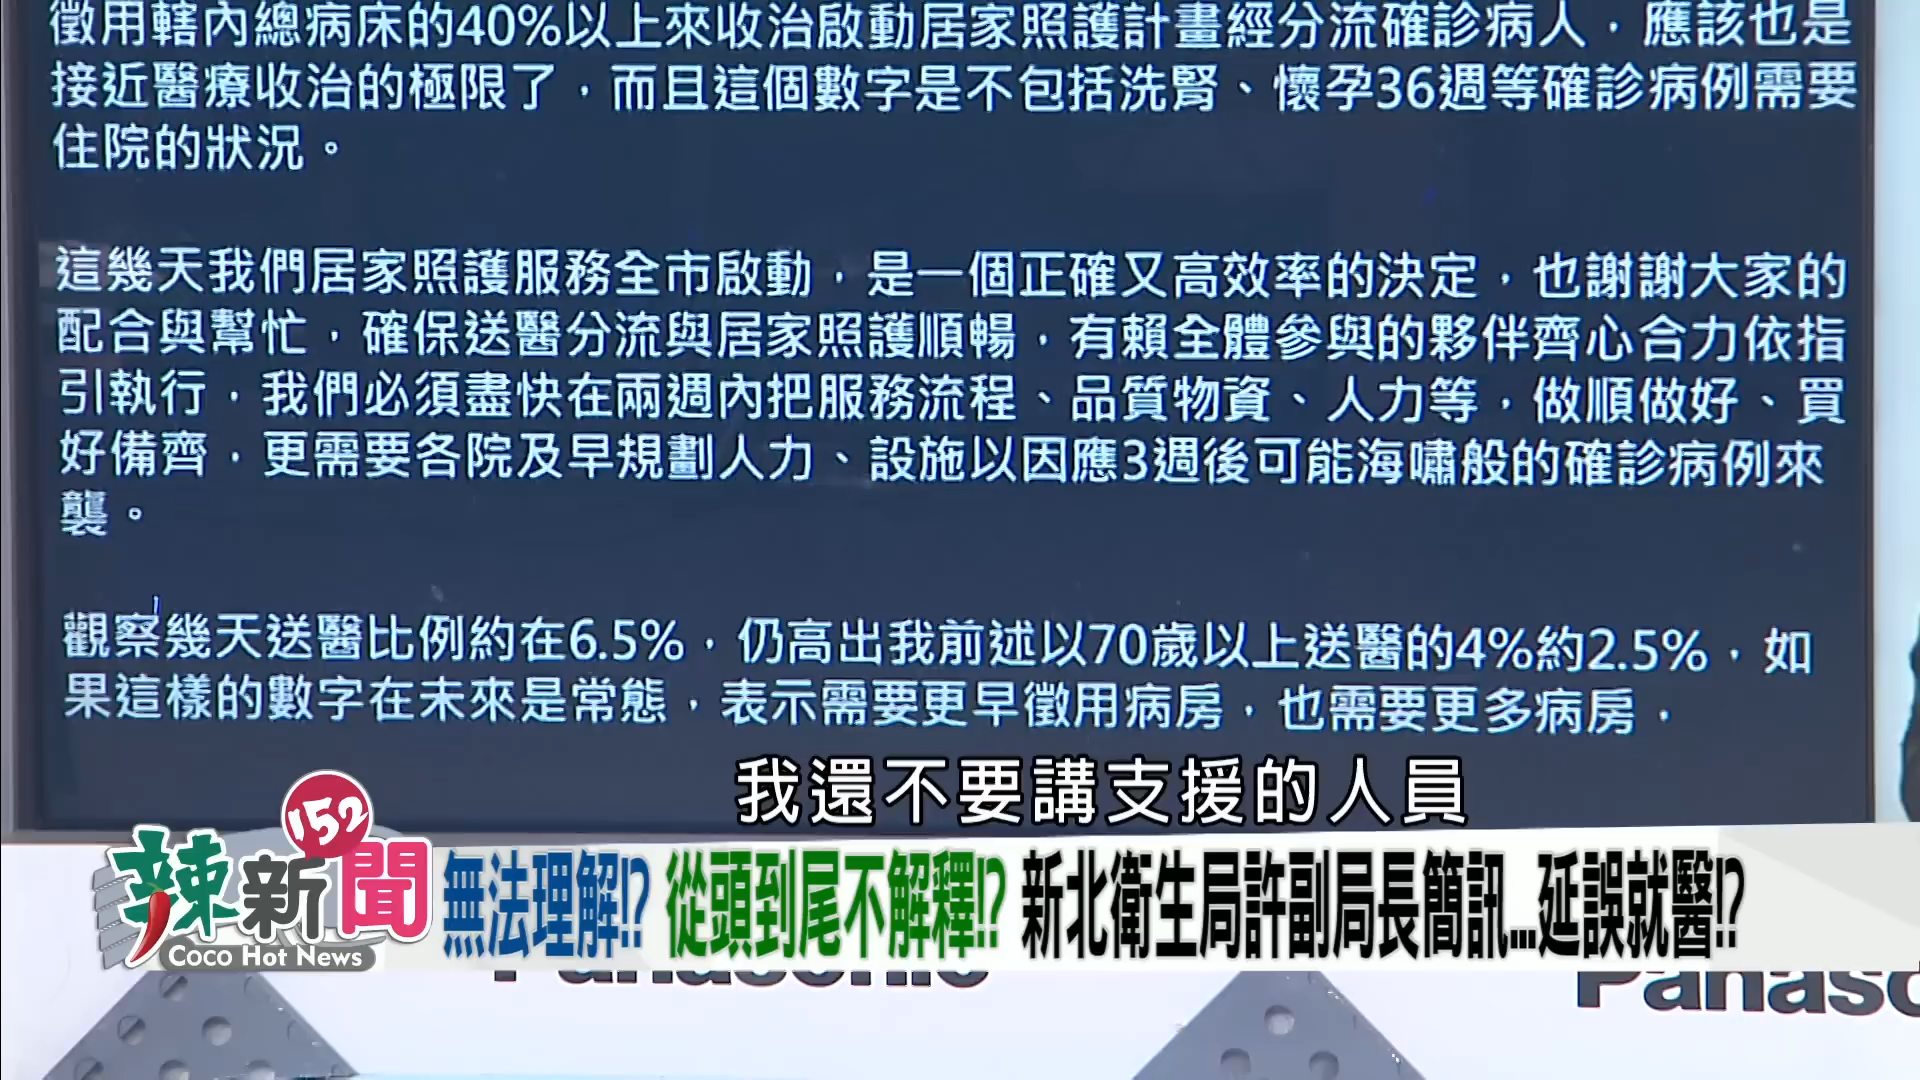 徵用轄內總病床的40%以上來收治啟動居家照護計畫經分流確診病人，應該也是
接近醫療收治的極限了，而且這個數字是不包括洗腎、懷孕36週等確診病例需要
住院的狀況。
這幾天我們居家照護服務全市啟動，是一個正確又高效率的決定，也謝謝大家的
配合與幫忙，確保送醫分流與居家照護順暢，有賴全體參與的夥伴齊心合力依指
引執行，我們必須盡快在兩週內把服務流程、品質物資、人力等，做順做好、買
好備齊，更需要各院及早規劃人力、設施以因應3週後可能海嘯般的確診病例來
襲。
觀察幾天送醫比例約在6.5%，仍高出我前述以70歲以上送醫的4%約2.5%，如
果這樣的數字在未來是常態，表示需要更早徵用病房，也需要更多病房，
我還不要講支援的人員
152
辣新聞
Coco Hot News
無法理解!? 從頭到尾不解釋!? 新北衛生局許副局長簡訊...延誤就醫!?
Panasonic
Panaso